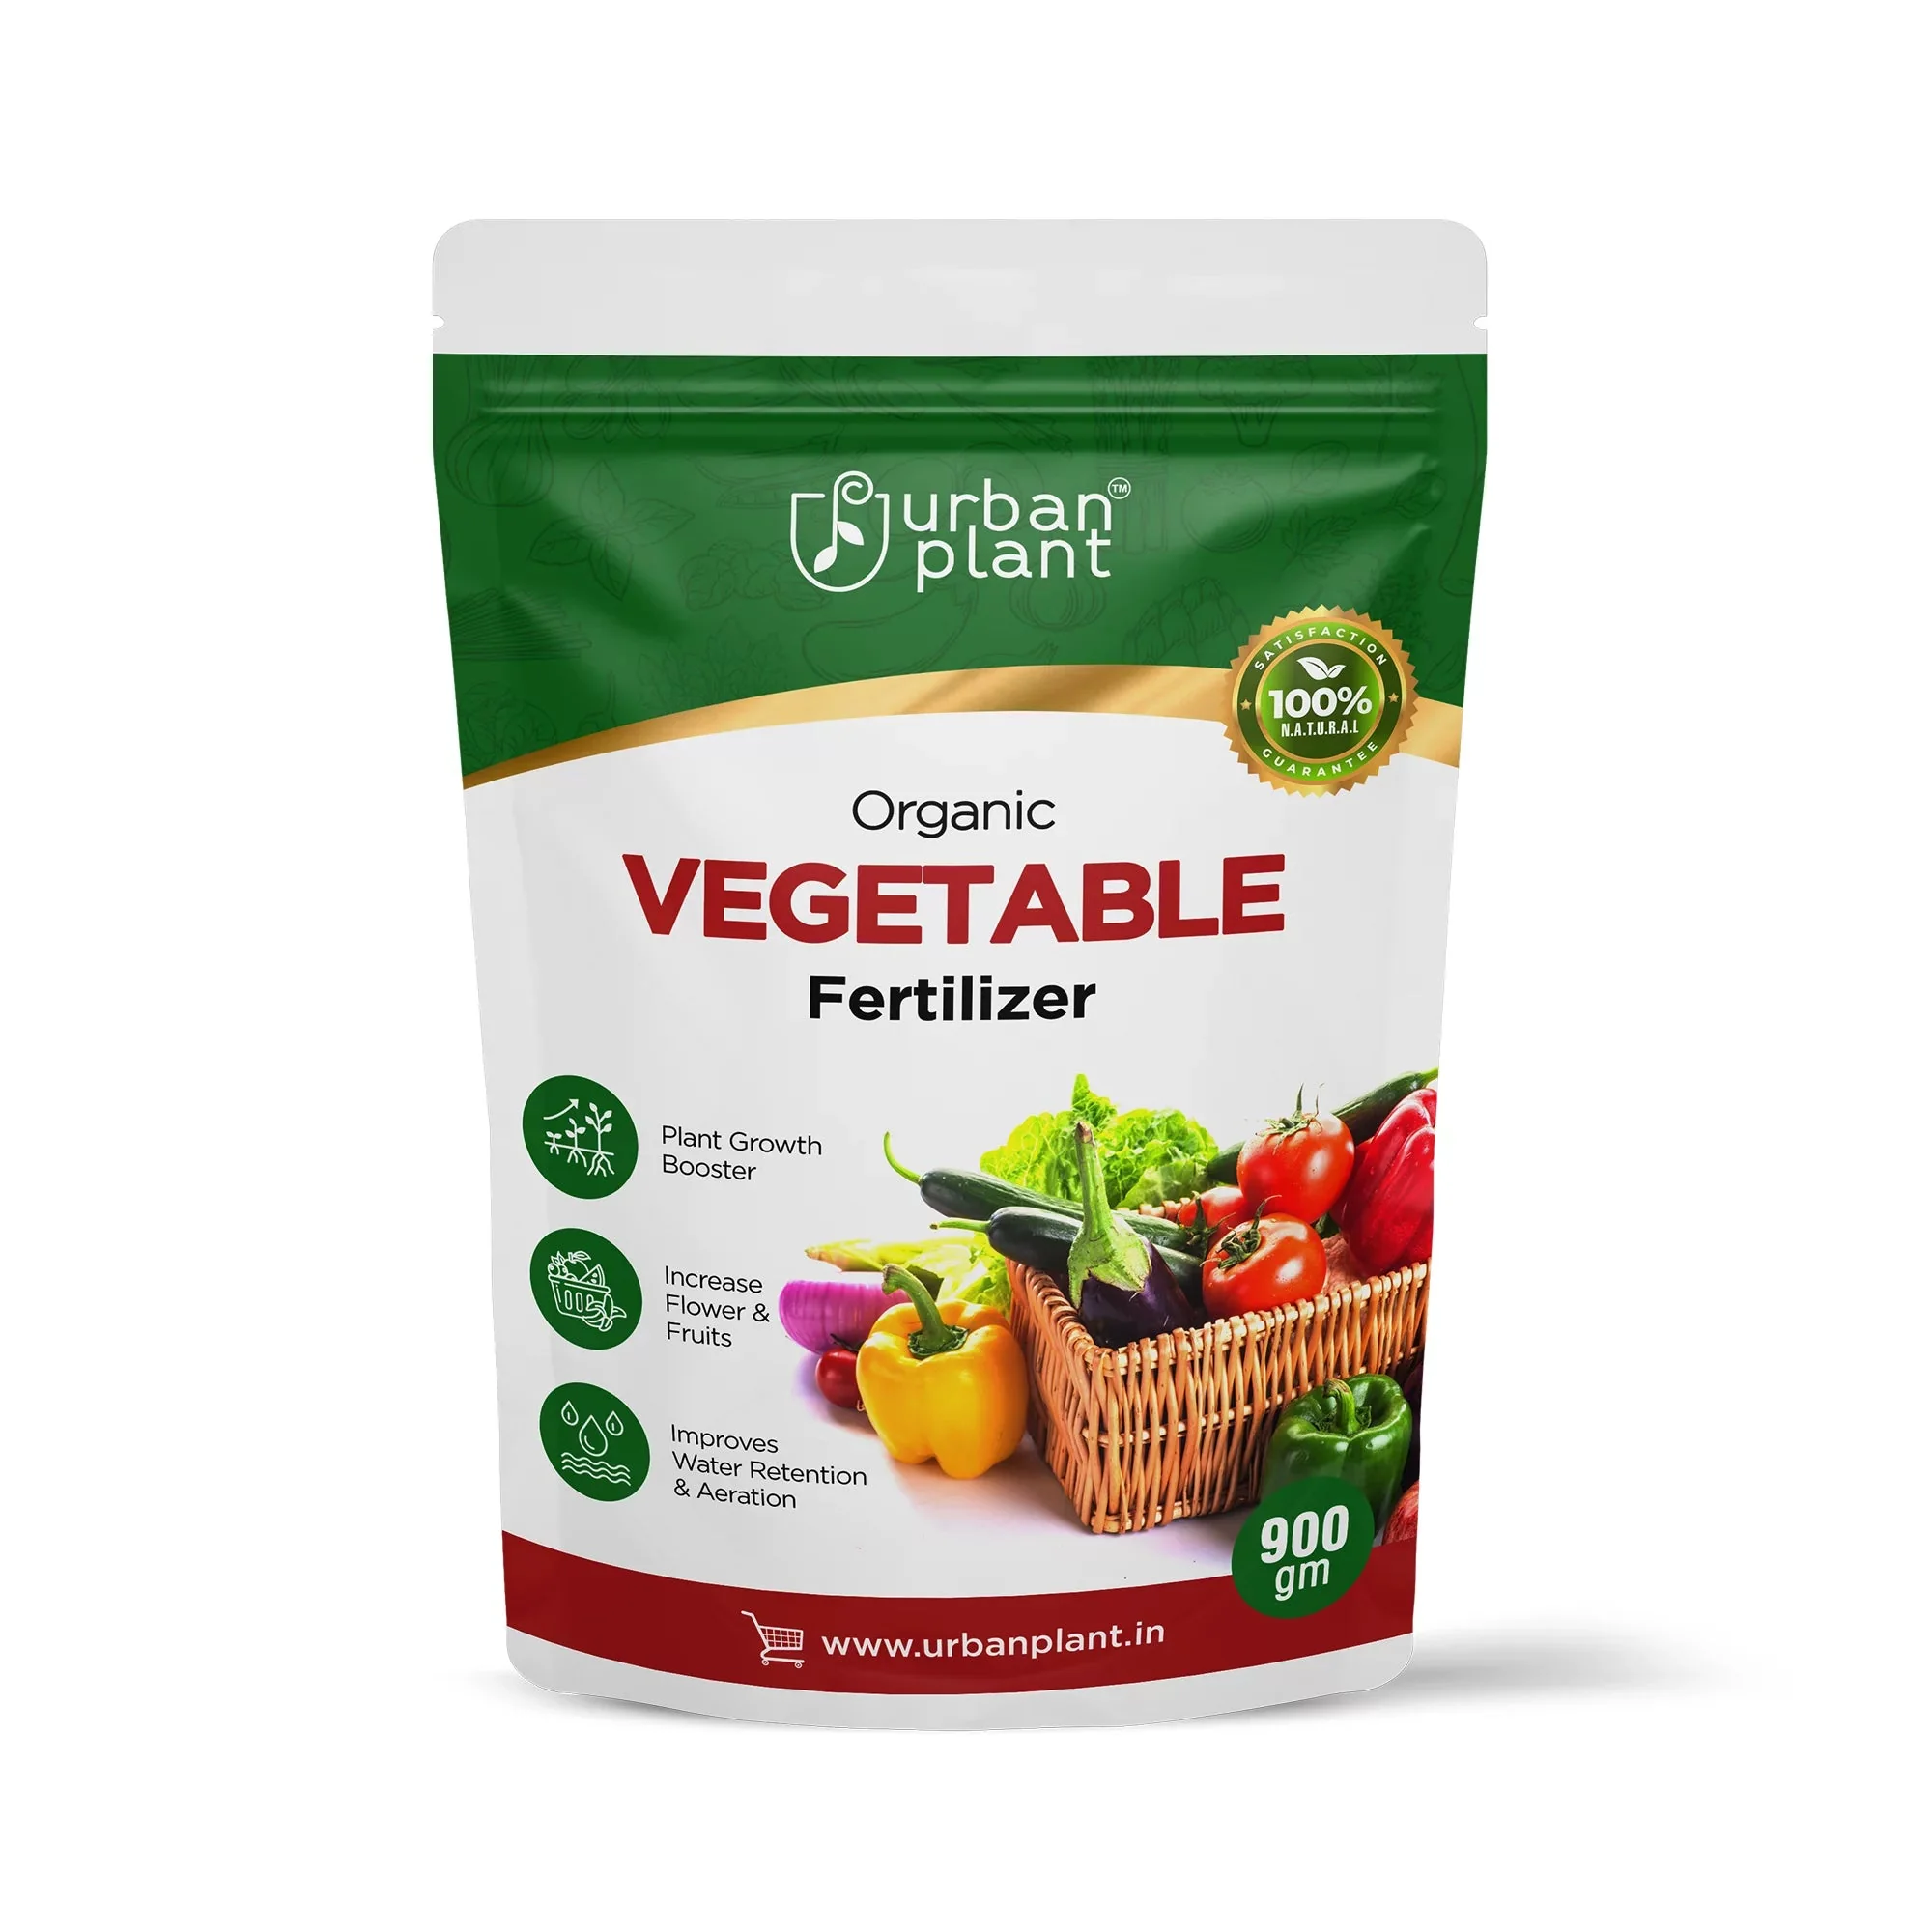 urban™
plant
SATISFACTION
100%
N.A.T.U.R.A.L
GUARANTEE
Organic
VEGETABLE
Fertilizer
Plant Growth
Booster
Increase
Flower &
Fruits
Improves
Water Retention
& Aeration
900
gm
www.urbanplant.in